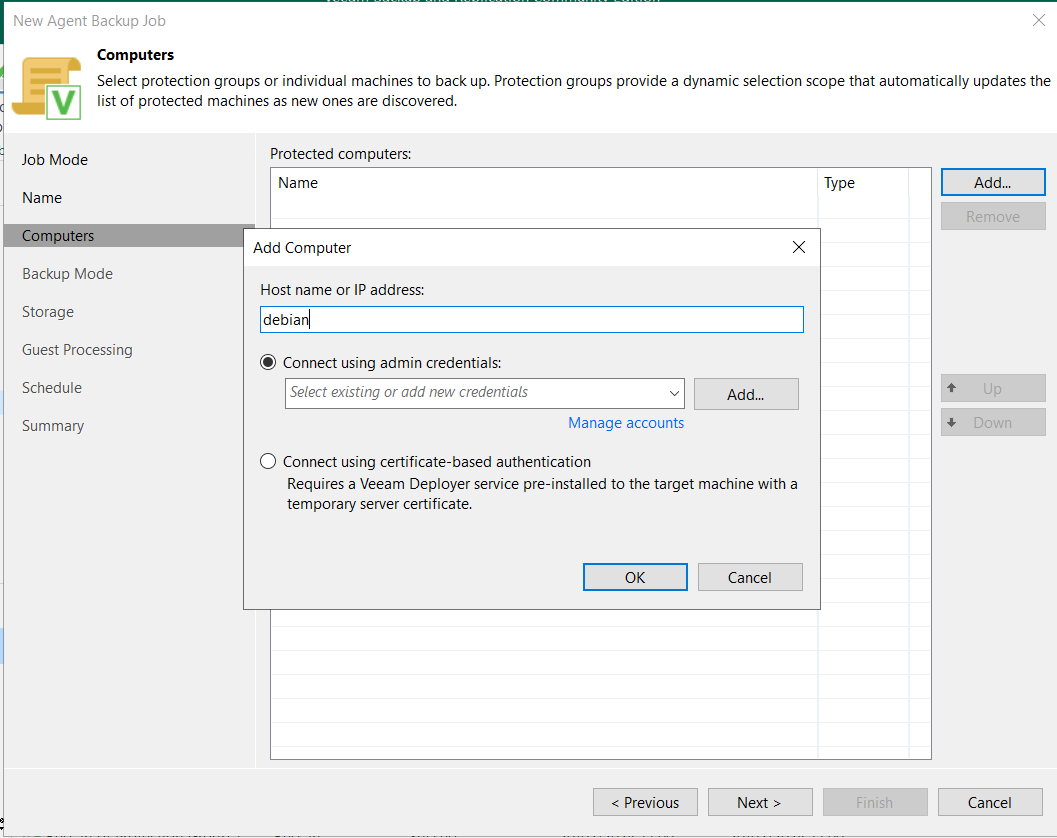 New Agent Backup Job
Computers
Select protection groups or individual machines to back up. Protection groups provide a dynamic selection scope that automatically updates the
list of protected machines as new ones are discovered.
Job Mode
Name
Computers
Backup Mode
Storage
Guest Processing
Schedule
Summary
Protected computers:
Name
Type
Add...
Remove
Up
Down
Add Computer
Host name or IP address:
debian
Connect using admin credentials:
Select existing or add new credentials
Add...
Manage accounts
Connect using certificate-based authentication
Requires a Veeam Deployer service pre-installed to the target machine with a
temporary server certificate.
OK
Cancel
< Previous
Next >
Finish
Cancel